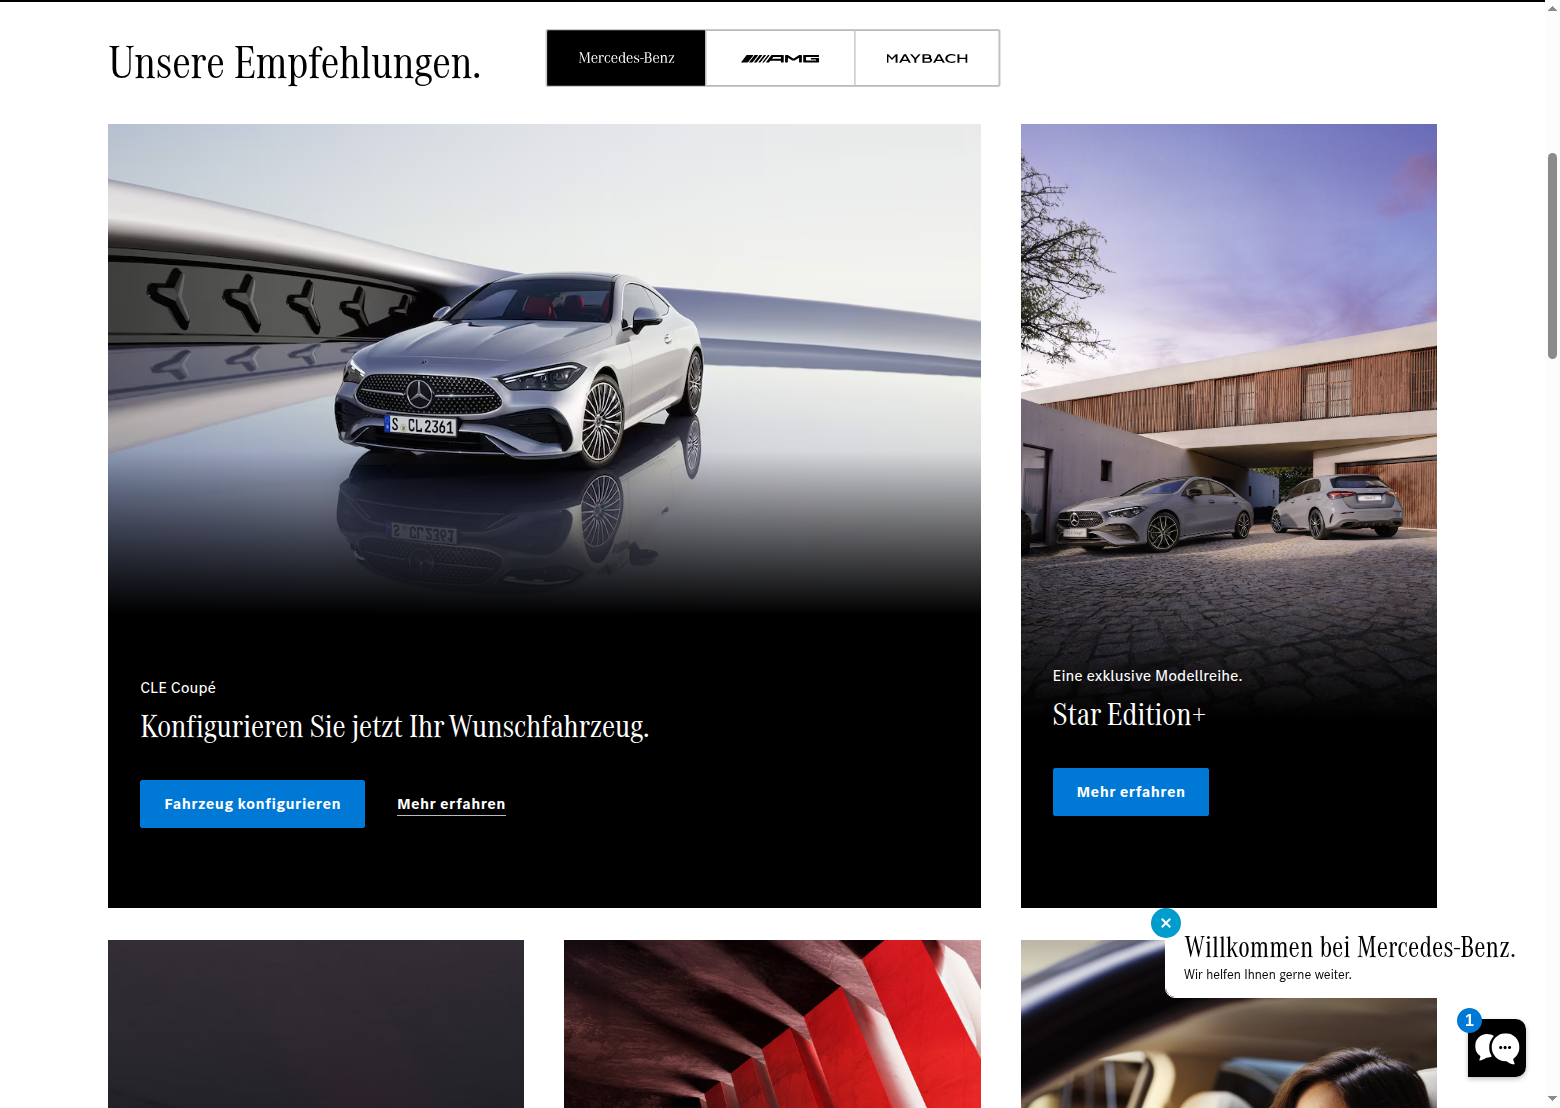 Unsere Empfehlungen.
Mercedes-Benz
AMG
MAYBACH
S CL 2361
CLE Coupé
Konfigurieren Sie jetzt Ihr Wunschfahrzeug.
Fahrzeug konfigurieren
Mehr erfahren
Eine exklusive Modellreihe.
Star Edition+
Mehr erfahren
Willkommen bei Mercedes-Benz.
Wir helfen Ihnen gerne weiter.
1